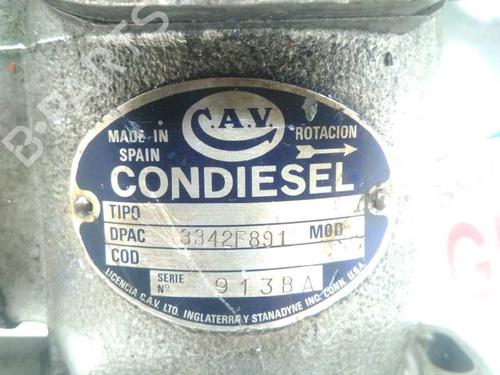 C.A.V.
MADE IN
SPAIN
ROTACION
CONDIESEL
TIPO
DPAC 3342F891 MOD
COD
SERIE
Nº 913BA
LICENCIA C.A.V. LTD. INGLATERRA Y STANADYNE INC. CONN. U.S.A.
B-PARTS